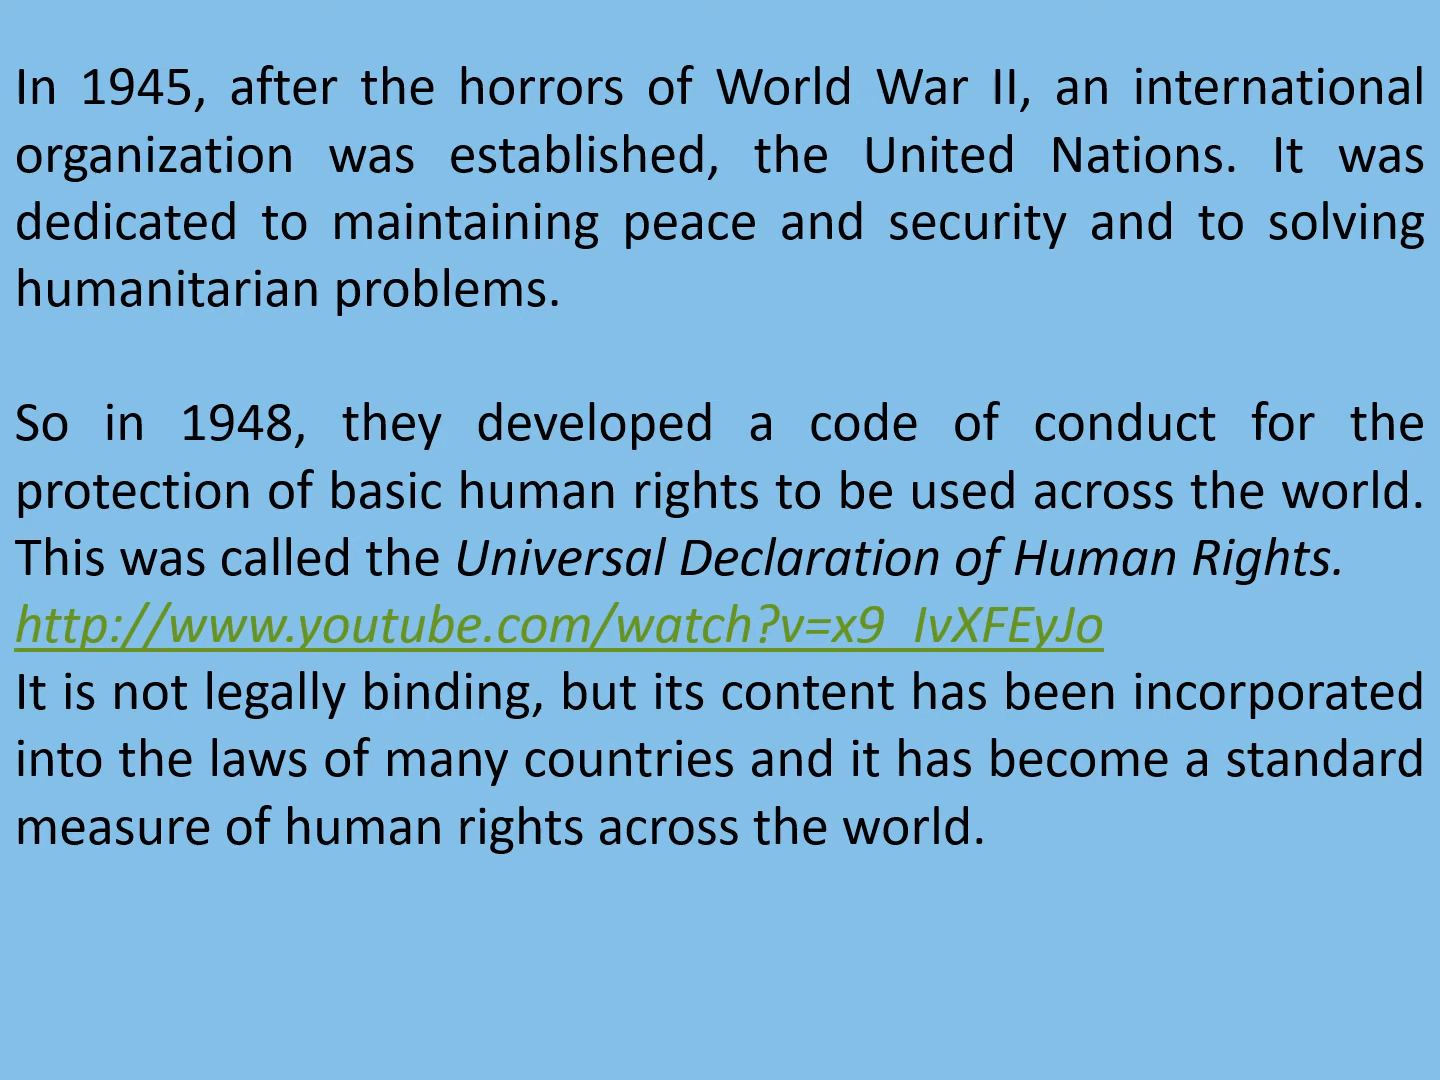 In 1945, after the horrors of World War II, an international
organization was established, the United Nations. It was
dedicated to maintaining peace and security and to solving
humanitarian problems.
So in 1948, they developed a code of conduct for the
protection of basic human rights to be used across the world.
This was called the Universal Declaration of Human Rights.
http://www.youtube.com/watch?v=x9_IvXFEyJo
It is not legally binding, but its content has been incorporated
into the laws of many countries and it has become a standard
measure of human rights across the world.